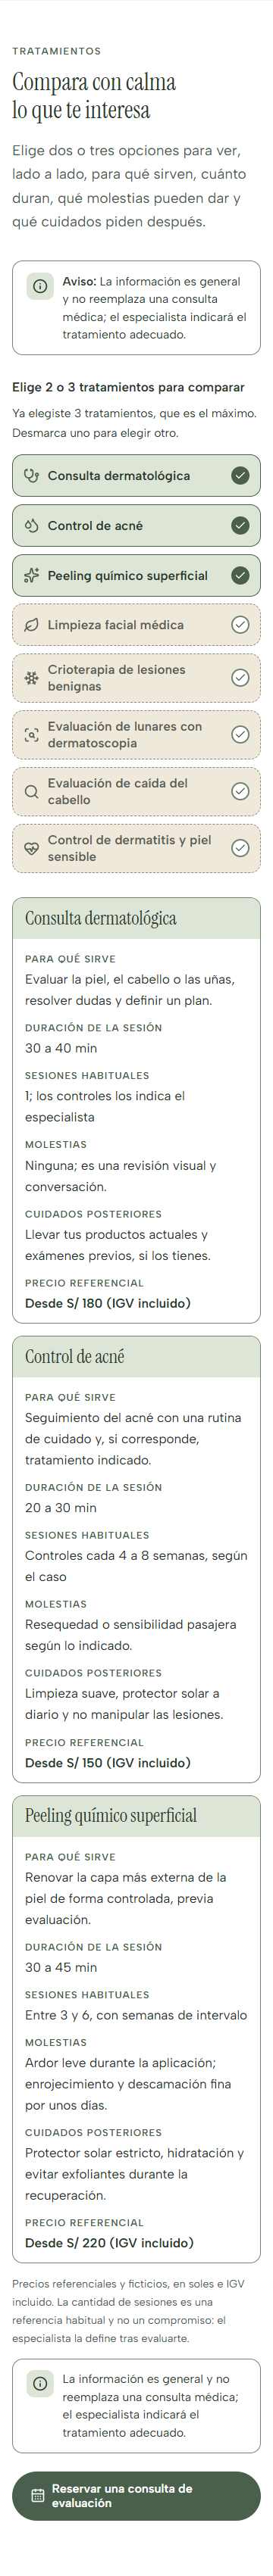 TRATAMIENTOS
Compara con calma
lo que te interesa
Elige dos o tres opciones para ver,
lado a lado, para qué sirven, cuánto
duran, qué molestias pueden dar y
qué cuidados piden después.
Aviso: La información es general
y no reemplaza una consulta
médica; el especialista indicará el
tratamiento adecuado.
Elige 2 o 3 tratamientos para comparar
Ya elegiste 3 tratamientos, que es el máximo.
Desmarca uno para elegir otro.
Consulta dermatológica
Control de acné
Peeling químico superficial
Limpieza facial médica
Crioterapia de lesiones
benignas
Evaluación de lunares con
dermatoscopia
Evaluación de caída del
cabello
Control de dermatitis y piel
sensible
Consulta dermatológica
PARA QUÉ SIRVE
Evaluar la piel, el cabello o las uñas,
resolver dudas y definir un plan.
DURACIÓN DE LA SESIÓN
30 a 40 min
SESIONES HABITUALES
1; los controles los indica el
especialista
MOLESTIAS
Ninguna; es una revisión visual y
conversación.
CUIDADOS POSTERIORES
Llevar tus productos actuales y
exámenes previos, si los tienes.
PRECIO REFERENCIAL
Desde S/ 180 (IGV incluido)
Control de acné
PARA QUÉ SIRVE
Seguimiento del acné con una rutina
de cuidado y, si corresponde,
tratamiento indicado.
DURACIÓN DE LA SESIÓN
20 a 30 min
SESIONES HABITUALES
Controles cada 4 a 8 semanas, según
el caso
MOLESTIAS
Resequedad o sensibilidad pasajera
según lo indicado.
CUIDADOS POSTERIORES
Limpieza suave, protector solar a
diario y no manipular las lesiones.
PRECIO REFERENCIAL
Desde S/ 150 (IGV incluido)
Peeling químico superficial
PARA QUÉ SIRVE
Renovar la capa más externa de la
piel de forma controlada, previa
evaluación.
DURACIÓN DE LA SESIÓN
30 a 45 min
SESIONES HABITUALES
Entre 3 y 6, con semanas de intervalo
MOLESTIAS
Ardor leve durante la aplicación;
enrojecimiento y descamación fina
por unos días.
CUIDADOS POSTERIORES
Protector solar estricto, hidratación y
evitar exfoliantes durante la
recuperación.
PRECIO REFERENCIAL
Desde S/ 220 (IGV incluido)
Precios referenciales y ficticios, en soles e IGV
incluido. La cantidad de sesiones es una
referencia habitual y no un compromiso: el
especialista la define tras evaluarte.
La información es general y no
reemplaza una consulta médica;
el especialista indicará el
tratamiento adecuado.
Reservar una consulta de
evaluación